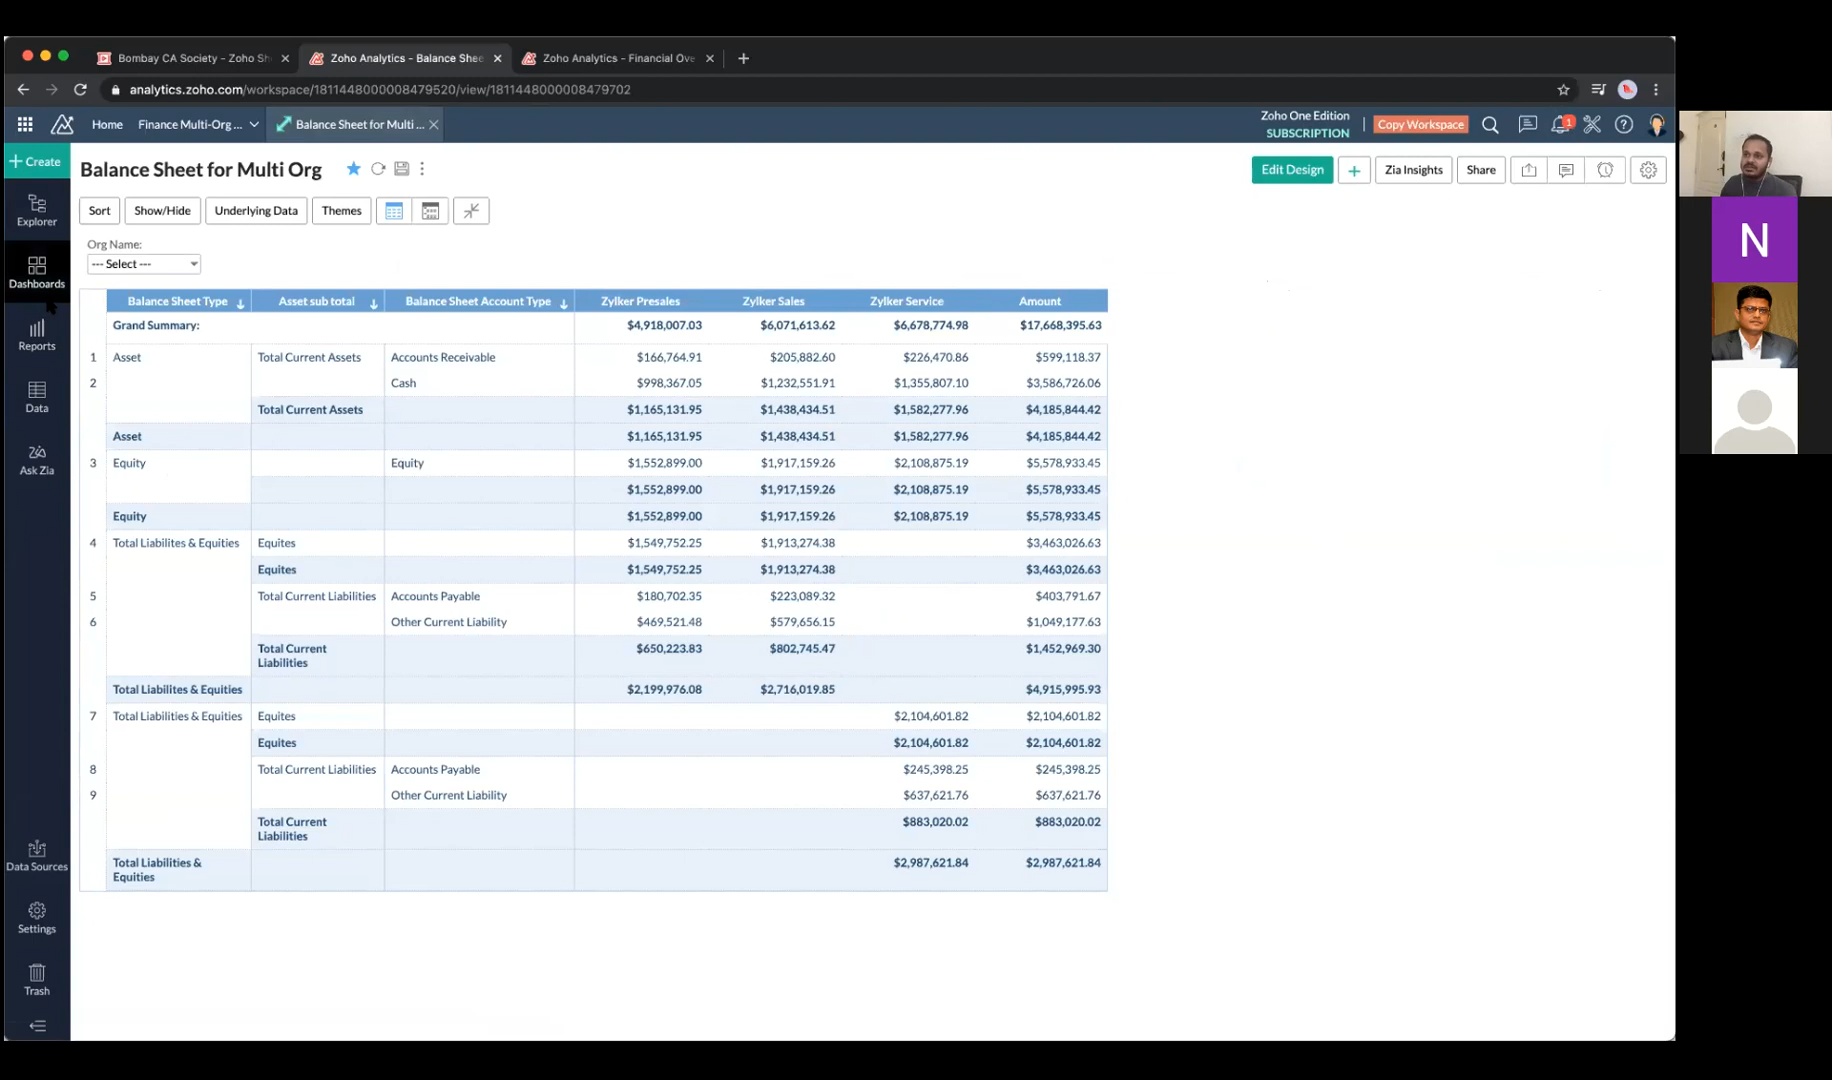 Bombay CA Society - Zoho Sh
Zoho Analytics - Balance Shee
Zoho Analytics - Financial Ove
analytics.zoho.com/workspace/1811448000008479520/view/1811448000008479702
Home
Finance Multi-Org ...
Balance Sheet for Multi ...
Zoho One Edition
SUBSCRIPTION
Copy Workspace
1
Create
Explorer
Dashboards
Reports
Data
Ask Zia
Data Sources
Settings
Trash
Balance Sheet for Multi Org
Edit Design
Zia Insights
Share
Sort
Show/Hide
Underlying Data
Themes
Org Name:
--- Select ---
Balance Sheet Type Asset sub total Balance Sheet Account Type Zylker Presales Zylker Sales Zylker Service Amount
Grand Summary: $4,918,007.03 $6,071,613.62 $6,678,774.98 $17,668,395.63
1 Asset Total Current Assets Accounts Receivable $166,764.91 $205,882.60 $226,470.86 $599,118.37
2 Cash $998,367.05 $1,232,551.91 $1,355,807.10 $3,586,726.06
Total Current Assets $1,165,131.95 $1,438,434.51 $1,582,277.96 $4,185,844.42
Asset $1,165,131.95 $1,438,434.51 $1,582,277.96 $4,185,844.42
3 Equity Equity $1,552,899.00 $1,917,159.26 $2,108,875.19 $5,578,933.45
$1,552,899.00 $1,917,159.26 $2,108,875.19 $5,578,933.45
Equity $1,552,899.00 $1,917,159.26 $2,108,875.19 $5,578,933.45
4 Total Liabilites & Equities Equites $1,549,752.25 $1,913,274.38 $3,463,026.63
Equites $1,549,752.25 $1,913,274.38 $3,463,026.63
5 Total Current Liabilities Accounts Payable $180,702.35 $223,089.32 $403,791.67
6 Other Current Liability $469,521.48 $579,656.15 $1,049,177.63
Total Current
Liabilities $650,223.83 $802,745.47 $1,452,969.30
Total Liabilites & Equities $2,199,976.08 $2,716,019.85 $4,915,995.93
7 Total Liabilities & Equities Equites $2,104,601.82 $2,104,601.82
Equites $2,104,601.82 $2,104,601.82
8 Total Current Liabilities Accounts Payable $245,398.25 $245,398.25
9 Other Current Liability $637,621.76 $637,621.76
Total Current
Liabilities $883,020.02 $883,020.02
Total Liabilities &
Equities $2,987,621.84 $2,987,621.84
N